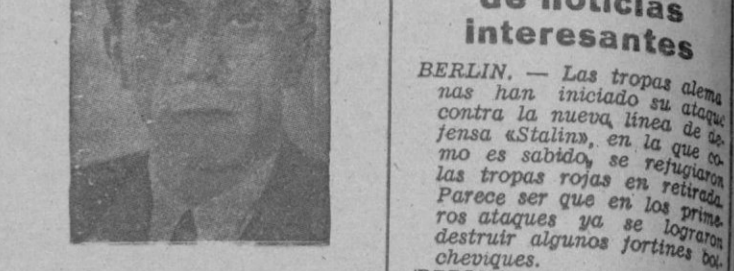 de noticias
interesantes
BERLIN. — Las tropas alema
nas han iniciado su ataque
contra la nueva línea de de-
fensa «Stalin», en la que co-
mo es sabido, se refugiaron
las tropas rojas en retirada.
Parece ser que en los prime-
ros ataques ya se lograron
destruir algunos fortines bol-
cheviques.